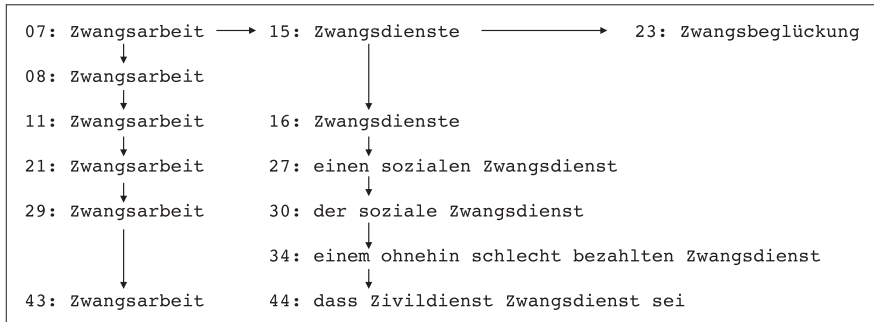 07: Zwangsarbeit 15: Zwangsdienste 23: Zwangsbeglückung
08: Zwangsarbeit
11: Zwangsarbeit 16: Zwangsdienste
21: Zwangsarbeit 27: einen sozialen Zwangsdienst
29: Zwangsarbeit 30: der soziale Zwangsdienst
34: einem ohnehin schlecht bezahlten Zwangsdienst
43: Zwangsarbeit 44: dass Zivildienst Zwangsdienst sei